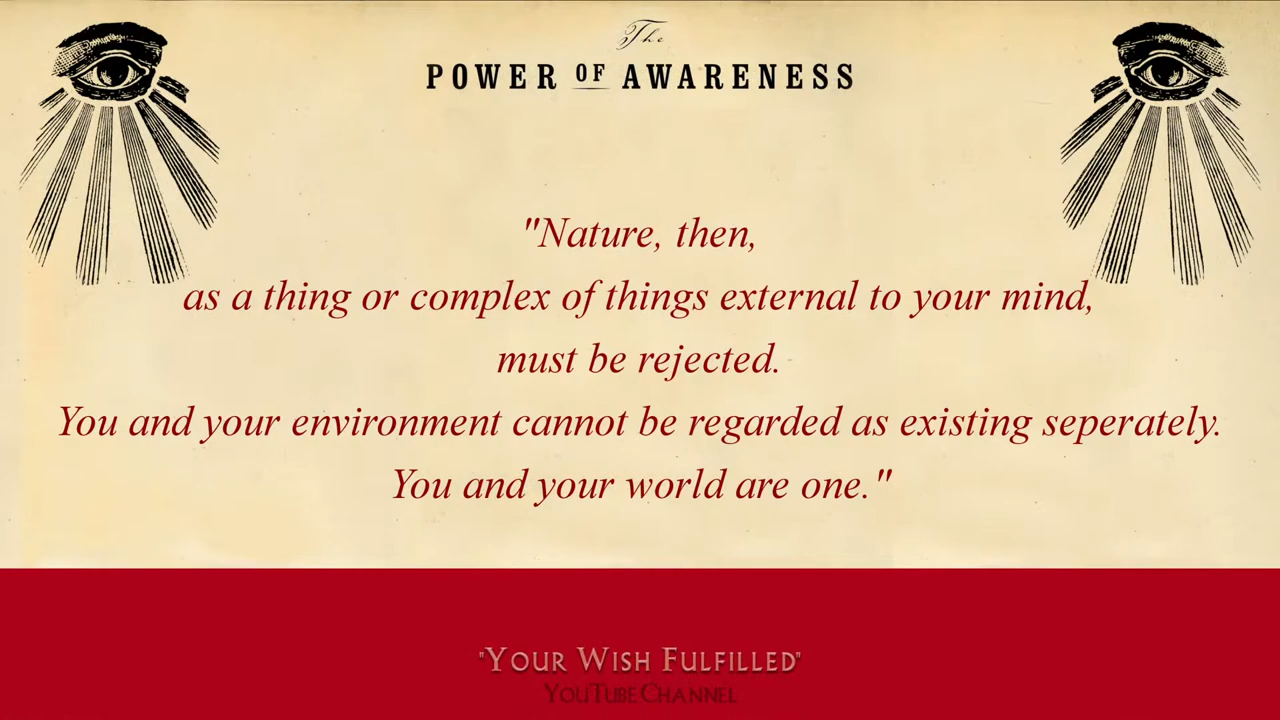 The
POWER OF AWARENESS
"Nature, then,
as a thing or complex of things external to your mind,
must be rejected.
You and your environment cannot be regarded as existing seperately.
You and your world are one."
"YOUR WISH FULFILLED"
YOUTUBE CHANNEL